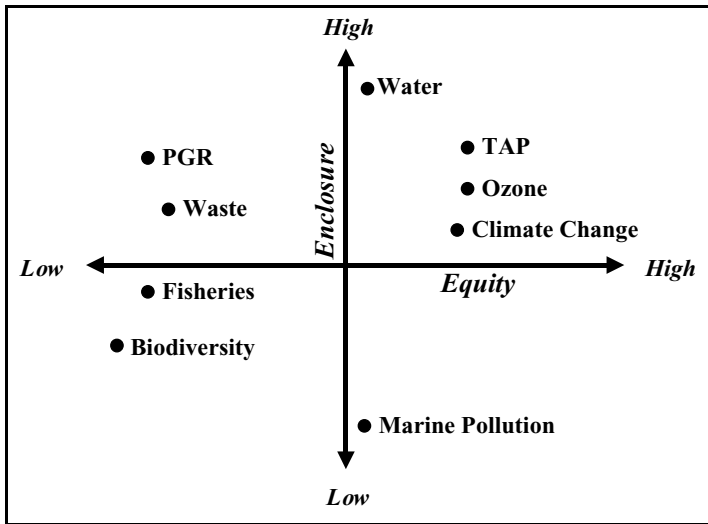 High
Water
PGR
TAP
Ozone
Waste
Enclosure
Climate Change
Low
High
Fisheries
Equity
Biodiversity
Marine Pollution
Low